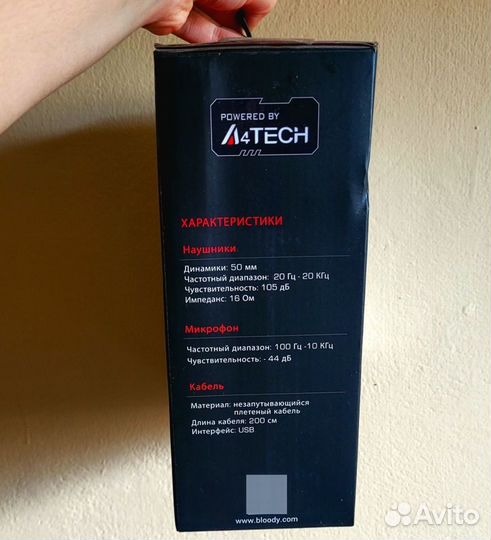 POWERED BY
A4TECH
ХАРАКТЕРИСТИКИ
Наушники
Динамики: 50 мм
Частотный диапазон: 20 Гц - 20 КГц
Чувствительность: 105 дБ
Импеданс: 16 Ом
Микрофон
Частотный диапазон: 100 Гц -10 КГц
Чувствительность: - 44 дБ
Кабель
Материал: незапутывающийся
плетеный кабель
Длина кабеля: 200 см
Интерфейс: USB
www.bloody.com
Avito